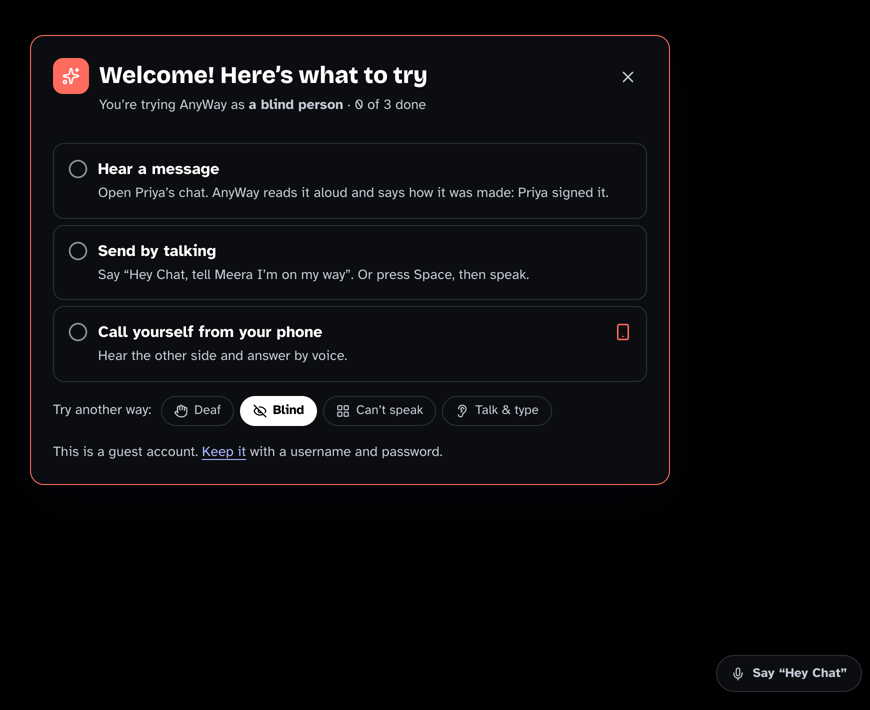 Welcome! Here’s what to try
You’re trying AnyWay as a blind person · 0 of 3 done
Hear a message
Open Priya’s chat. AnyWay reads it aloud and says how it was made: Priya signed it.
Send by talking
Say “Hey Chat, tell Meera I’m on my way”. Or press Space, then speak.
Call yourself from your phone
Hear the other side and answer by voice.
Try another way: Deaf Blind Can’t speak Talk & type
This is a guest account. Keep it with a username and password.
Say “Hey Chat”